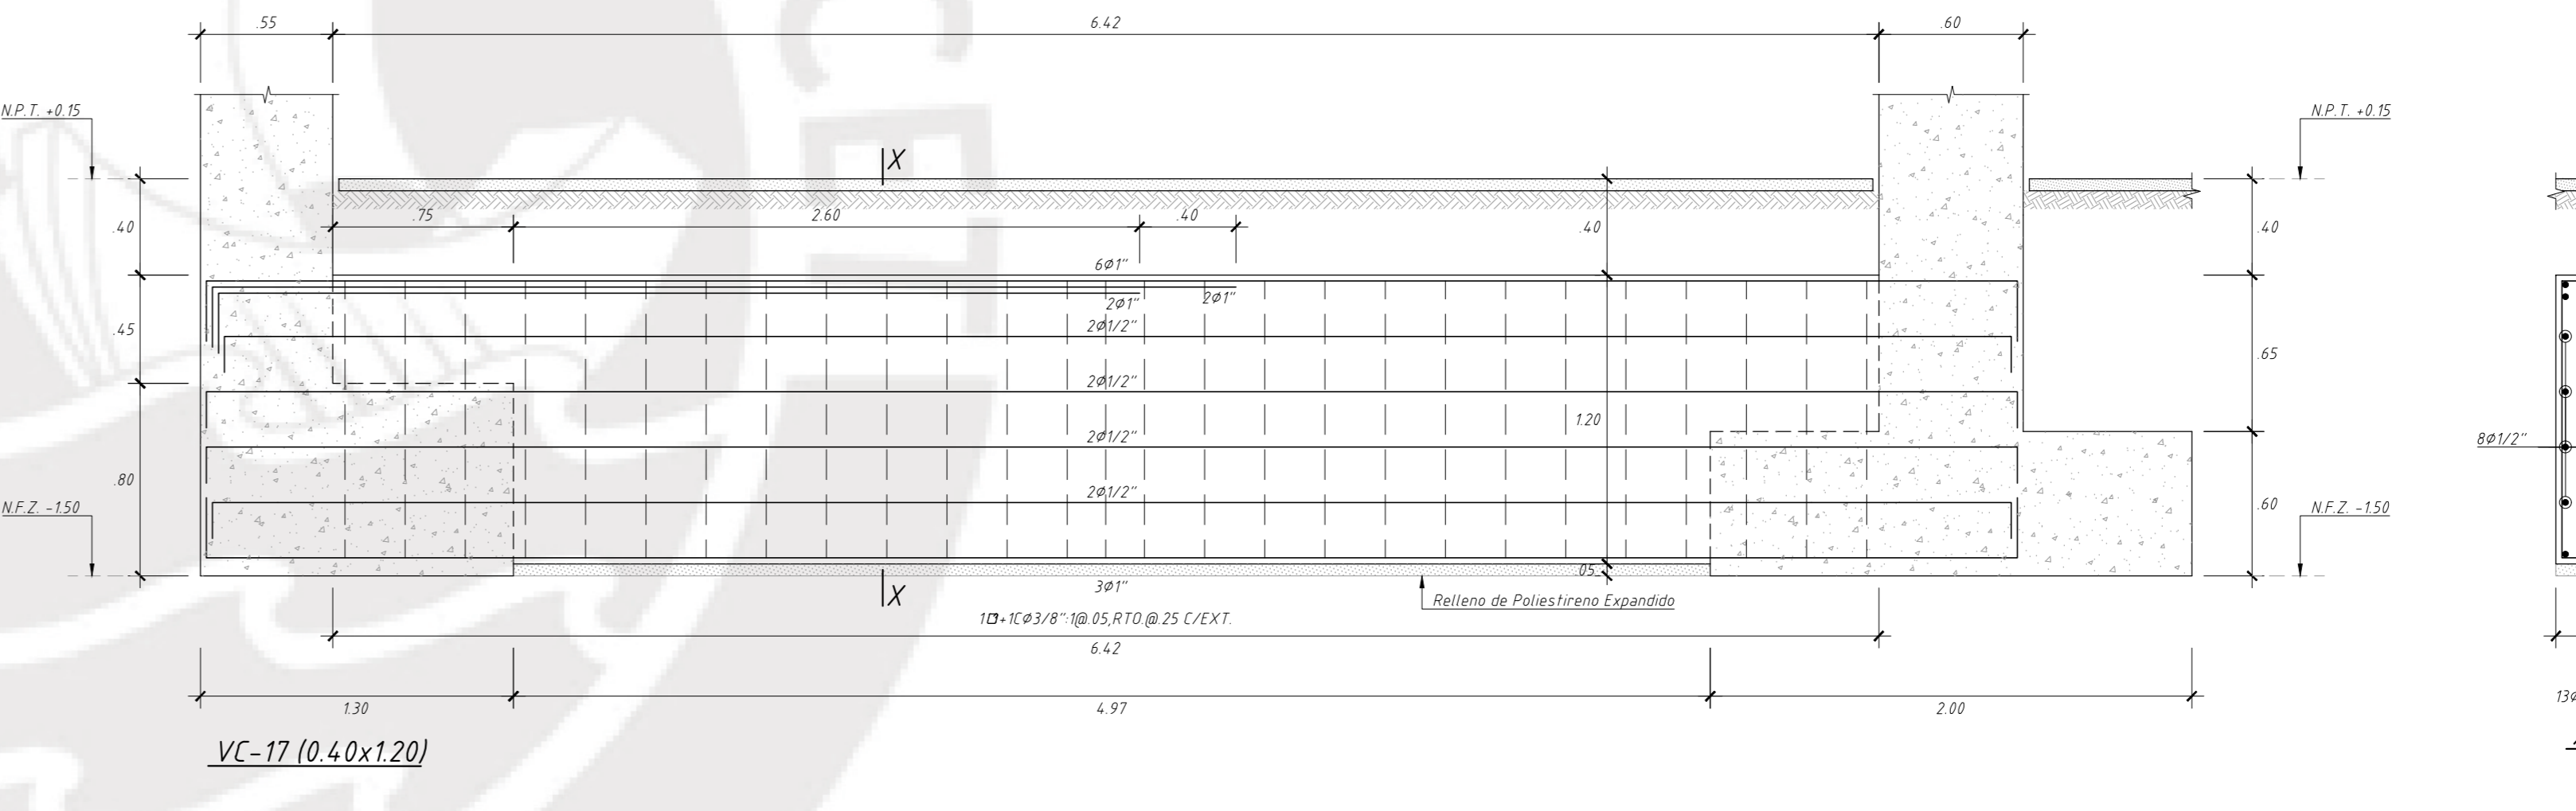 .55
6.42
.60
N.P.T. +0.15
N.P.T. +0.15
X
.75
2.60
.40
.40
.40
.40
6Ø1"
2Ø1"
2Ø1"
2Ø1/2"
.45
.65
2Ø1/2"
1.20
2Ø1/2"
8Ø1/2"
.80
2Ø1/2"
N.F.Z. -1.50
.60
N.F.Z. -1.50
.05
3Ø1"
X
Relleno de Poliestireno Expandido
+1CØ3/8":1@.05,RTO.@.25 C/EXT.
6.42
1.30
4.97
2.00
VC-17 (0.40x1.20)